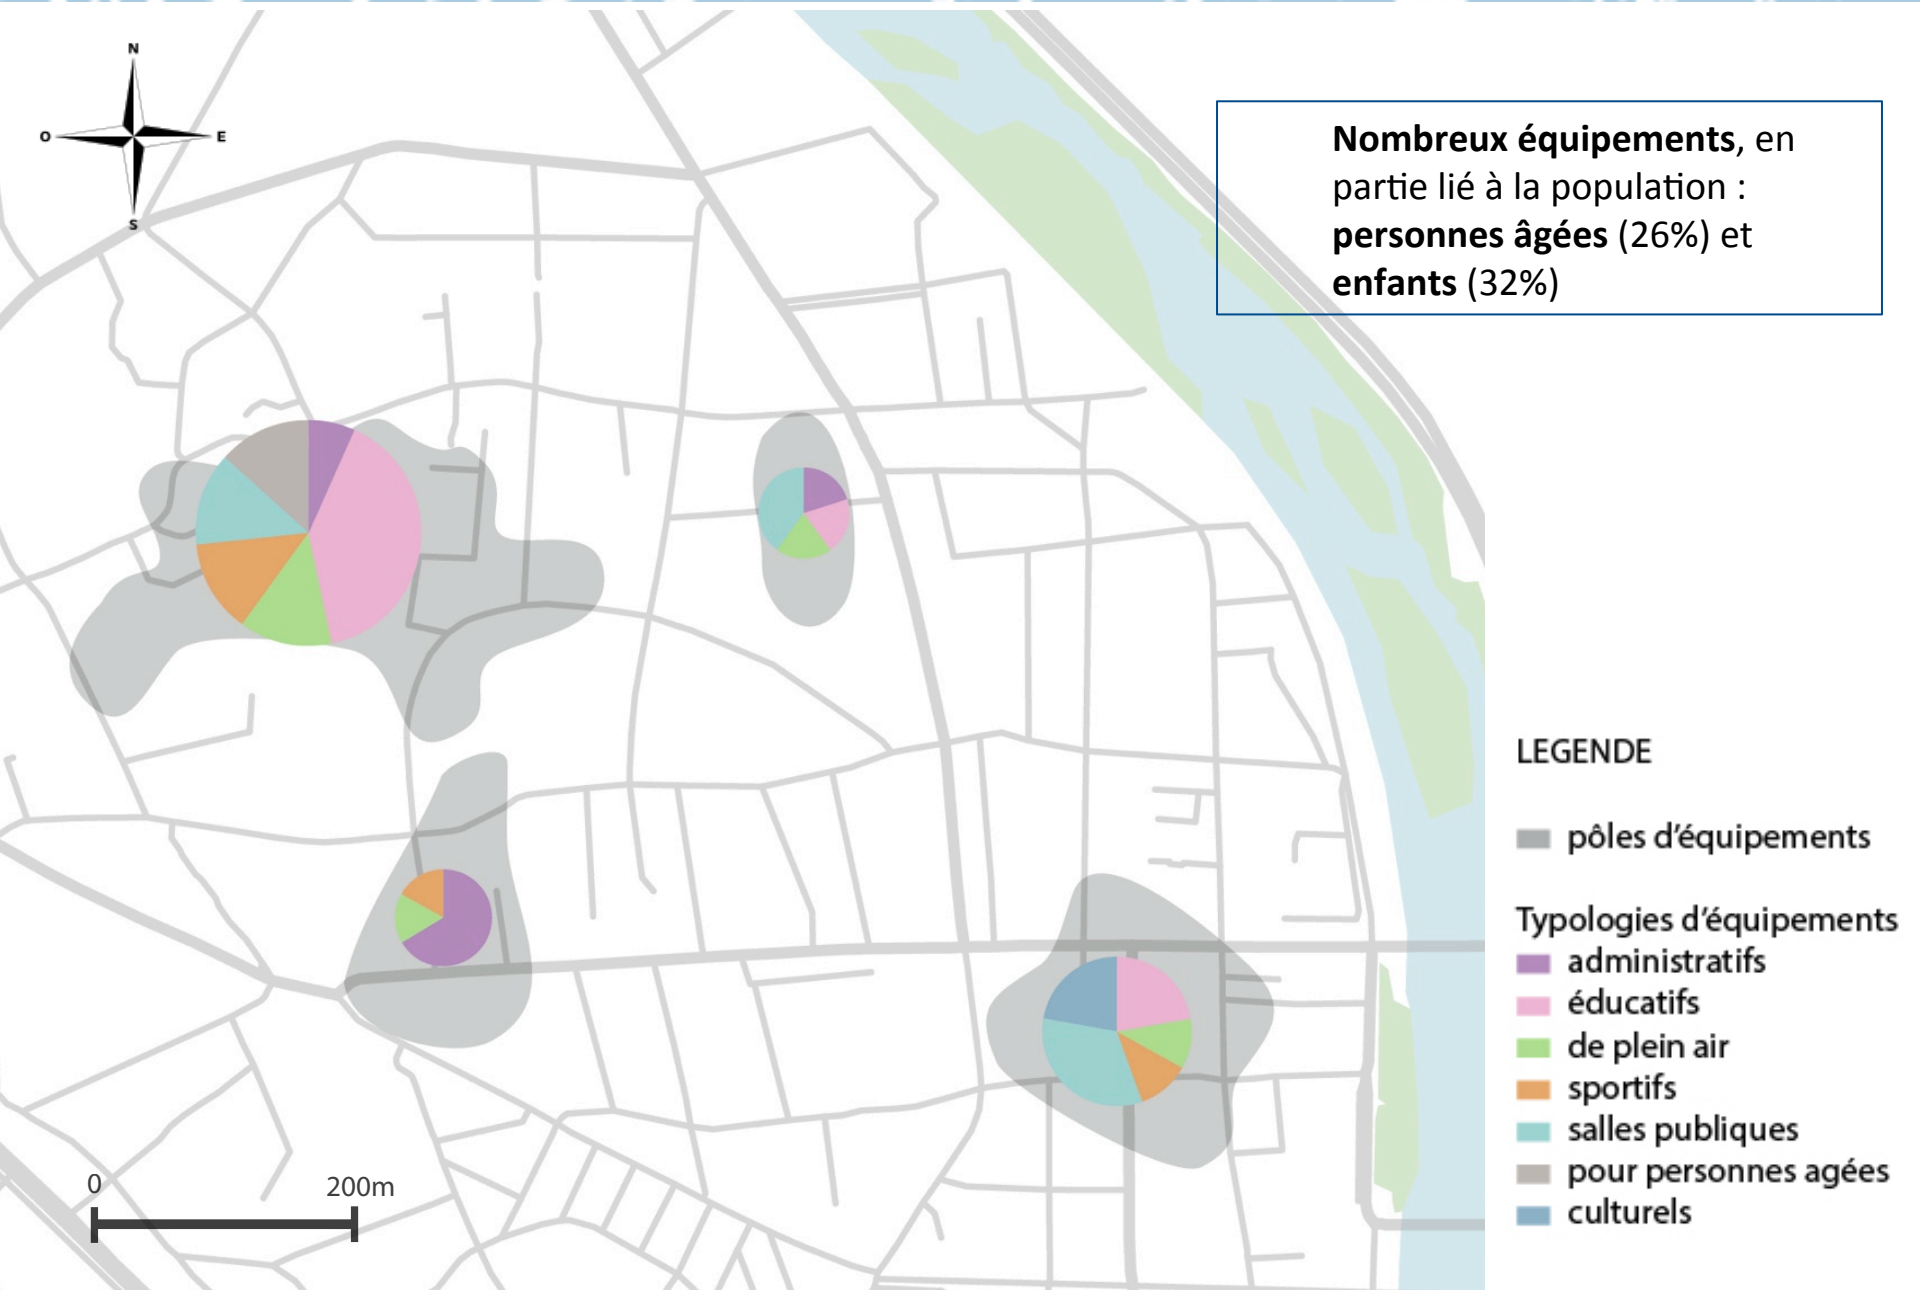 N
O
E
S
Nombreux équipements, en
partie lié à la population :
personnes âgées (26%) et
enfants (32%)
LEGENDE
pôles d'équipements
Typologies d'équipements
administratifs
éducatifs
de plein air
sportifs
salles publiques
pour personnes agées
culturels
0
200m